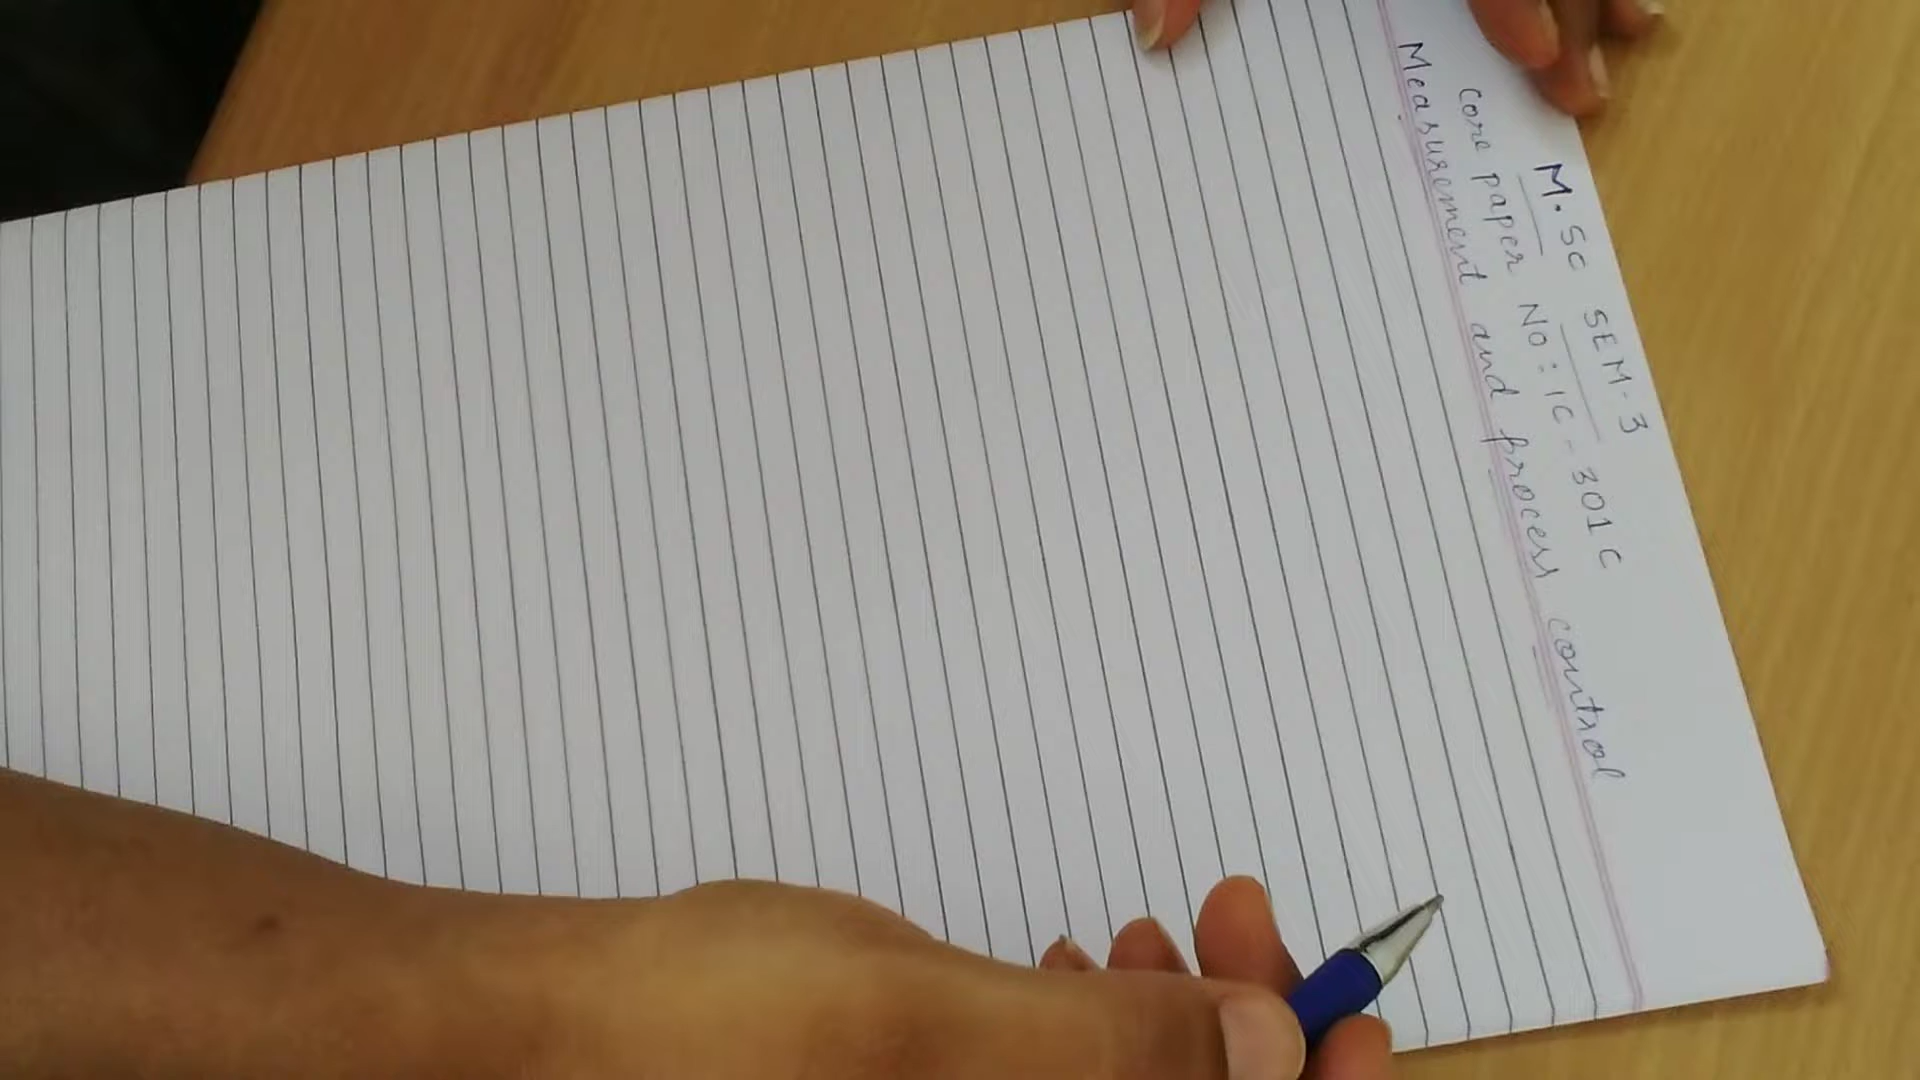 M.Sc SEM-3
Core paper No: IC-301C
Measurement and process control